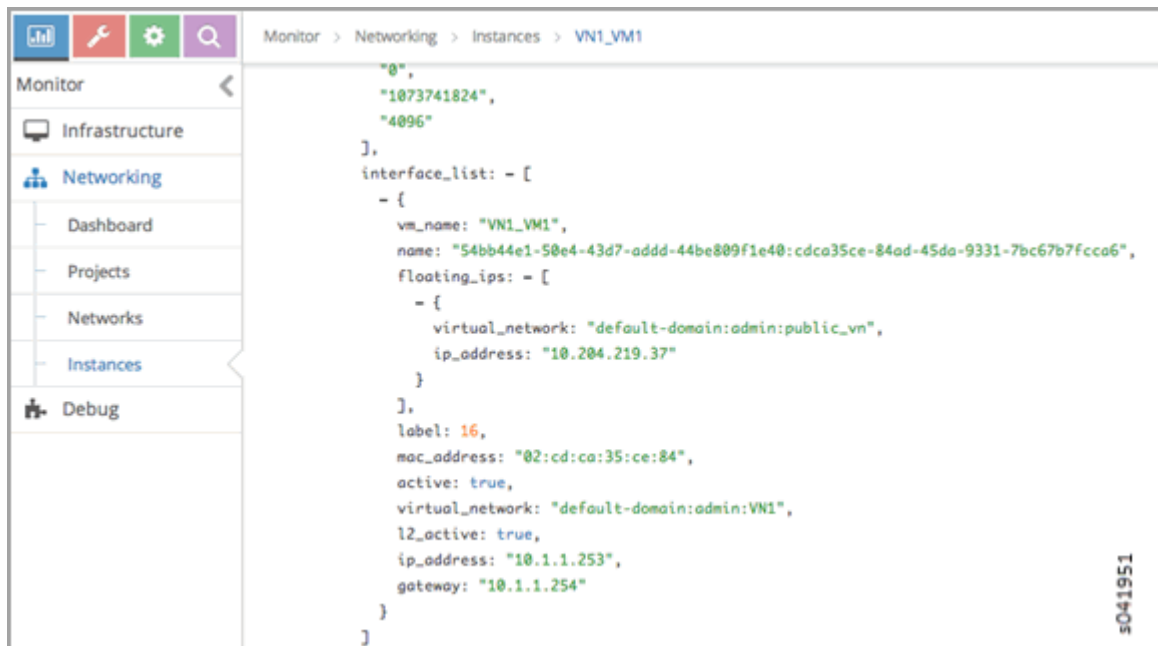 Monitor > Networking > Instances > VN1_VM1
Monitor
Infrastructure
Networking
Dashboard
Projects
Networks
Instances
Debug
"0",
"1073741824",
"4096"
],
interface_list: - [
- {
vm_name: "VN1_VM1",
name: "54bb44e1-50e4-43d7-addd-44be809f1e40:cdca35ce-84ad-45da-9331-7bc67b7fcca6",
floating_ips: - [
- {
virtual_network: "default-domain:admin:public_vn",
ip_address: "10.204.219.37"
}
],
label: 16,
mac_address: "02:cd:ca:35:ce:84",
active: true,
virtual_network: "default-domain:admin:VN1",
l2_active: true,
ip_address: "10.1.1.253",
gateway: "10.1.1.254"
}
]
s041951